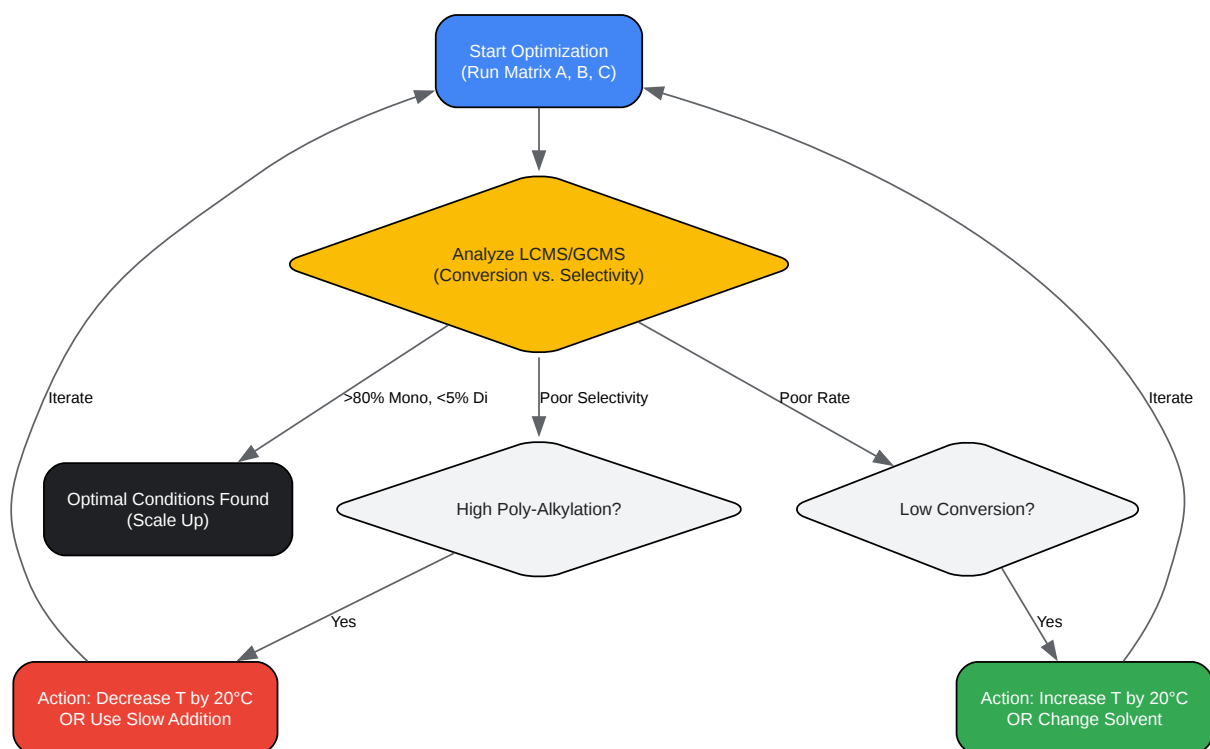 Start Optimization
(Run Matrix A, B, C)
Analyze LCMS/GCMS
(Conversion vs. Selectivity)
Iterate
>80% Mono, <5% Di
Poor Selectivity
Poor Rate
Iterate
Optimal Conditions Found
(Scale Up)
High Poly-Alkylation?
Low Conversion?
Yes
Yes
Action: Decrease T by 20°C
OR Use Slow Addition
Action: Increase T by 20°C
OR Change Solvent